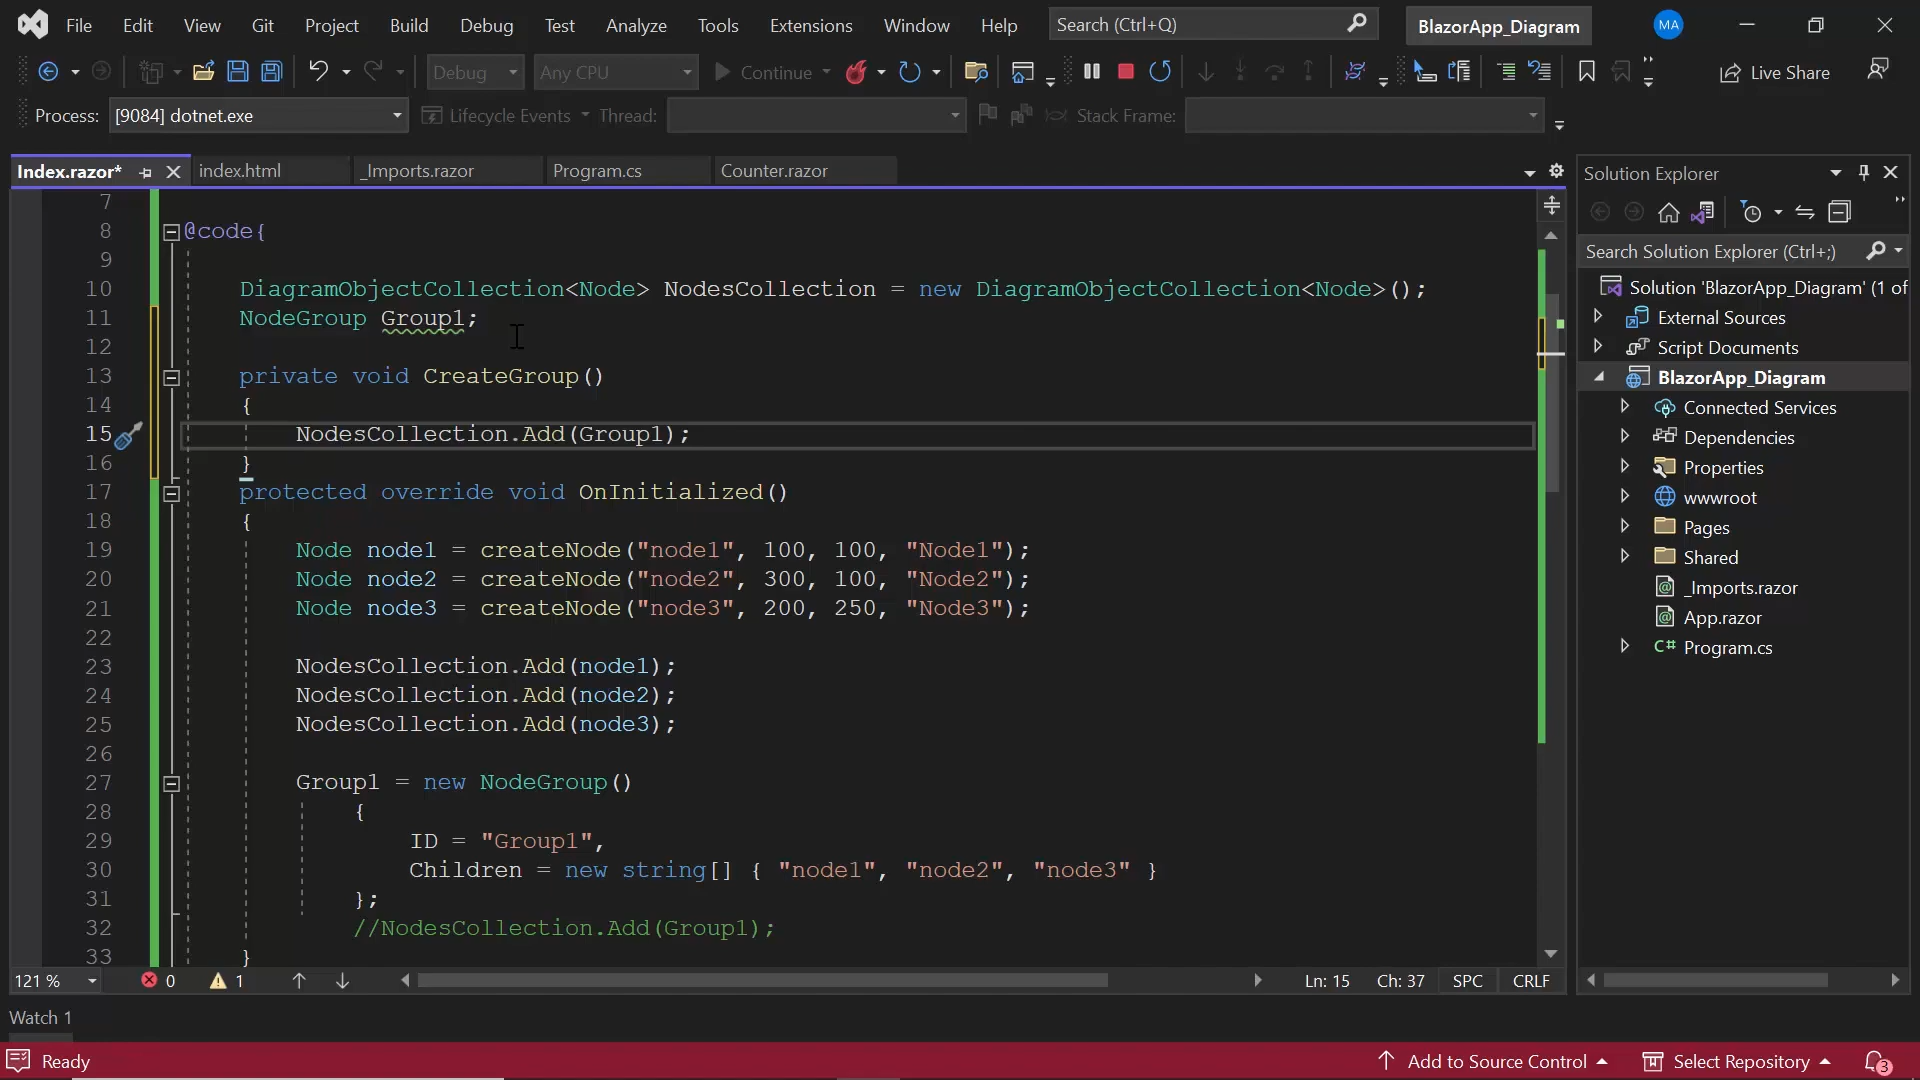 File Edit View Git Project Build Debug Test Analyze Tools Extensions Window Help Search (Ctrl+Q) BlazorApp_Diagram MA
Debug Any CPU Continue Live Share
Process: [9084] dotnet.exe Lifecycle Events Thread: Stack Frame:
Index.razor* index.html _Imports.razor Program.cs Counter.razor
7
8 @code{
9
10 DiagramObjectCollection<Node> NodesCollection = new DiagramObjectCollection<Node>();
11 NodeGroup Group1;
12
13 private void CreateGroup()
14 {
15 NodesCollection.Add(Group1);
16 }
17 protected override void OnInitialized()
18 {
19 Node node1 = createNode("node1", 100, 100, "Node1");
20 Node node2 = createNode("node2", 300, 100, "Node2");
21 Node node3 = createNode("node3", 200, 250, "Node3");
22
23 NodesCollection.Add(node1);
24 NodesCollection.Add(node2);
25 NodesCollection.Add(node3);
26
27 Group1 = new NodeGroup()
28 {
29 ID = "Group1",
30 Children = new string[] { "node1", "node2", "node3" }
31 };
32 //NodesCollection.Add(Group1);
33 }
121 % 0 1 Ln: 15 Ch: 37 SPC CRLF
Solution Explorer
Search Solution Explorer (Ctrl+;)
Solution 'BlazorApp_Diagram' (1 of
External Sources
Script Documents
BlazorApp_Diagram
Connected Services
Dependencies
Properties
wwwroot
Pages
Shared
_Imports.razor
App.razor
C# Program.cs
Watch 1
Ready Add to Source Control Select Repository 3